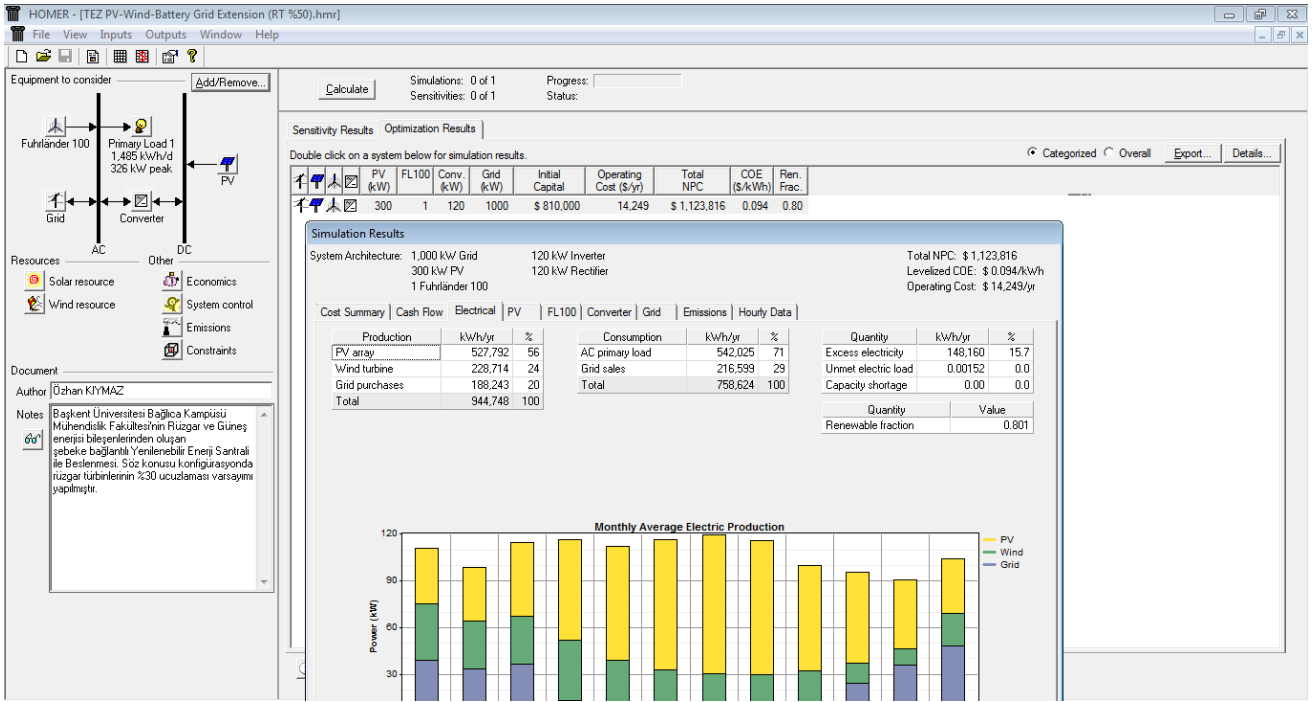 HOMER - [TEZ PV-Wind-Battery Grid Extension (RT %50).hmr]
File View Inputs Outputs Window Help
Equipment to consider
Add/Remove...
Fuhrländer 100
Primary Load 1
1,485 kWh/d
326 kW peak
PV
Grid
Converter
AC
DC
Resources
Other
Solar resource
Economics
Wind resource
System control
Emissions
Constraints
Document
Author Özhan KIYMAZ
Notes
Başkent Üniversitesi Bağlıca Kampüsü
Mühendislik Fakültesi'nin Rüzgar ve Güneş
enerjisi bileşenlerinden oluşan
şebeke bağlantılı Yenilenebilir Enerji Santrali
ile Beslenmesi. Söz konusu konfigürasyonda
rüzgar türbinlerinin %30 ucuzlaması varsayımı
yapılmıştır.
Calculate
Simulations: 0 of 1 Progress:
Sensitivities: 0 of 1 Status:
Sensitivity Results Optimization Results
Double click on a system below for simulation results.
Categorized Overall Export... Details...
PV (kW) FL100 Conv. (kW) Grid (kW) Initial Capital Operating Cost ($/yr) Total NPC COE ($/kWh) Ren. Frac.
300 1 120 1000 $ 810,000 14,249 $ 1,123,816 0.094 0.80
Simulation Results
System Architecture: 1,000 kW Grid 120 kW Inverter Total NPC: $ 1,123,816
300 kW PV 120 kW Rectifier Levelized COE: $ 0.094/kWh
1 Fuhrländer 100 Operating Cost: $ 14,249/yr
Cost Summary Cash Flow Electrical PV FL100 Converter Grid Emissions Hourly Data
Production kWh/yr %
PV array 527,792 56
Wind turbine 228,714 24
Grid purchases 188,243 20
Total 944,748 100
Consumption kWh/yr %
AC primary load 542,025 71
Grid sales 216,599 29
Total 758,624 100
Quantity kWh/yr %
Excess electricity 148,160 15.7
Unmet electric load 0.00152 0.0
Capacity shortage 0.00 0.0
Quantity Value
Renewable fraction 0.801
Monthly Average Electric Production
120
90
60
30
Power (kW)
PV
Wind
Grid